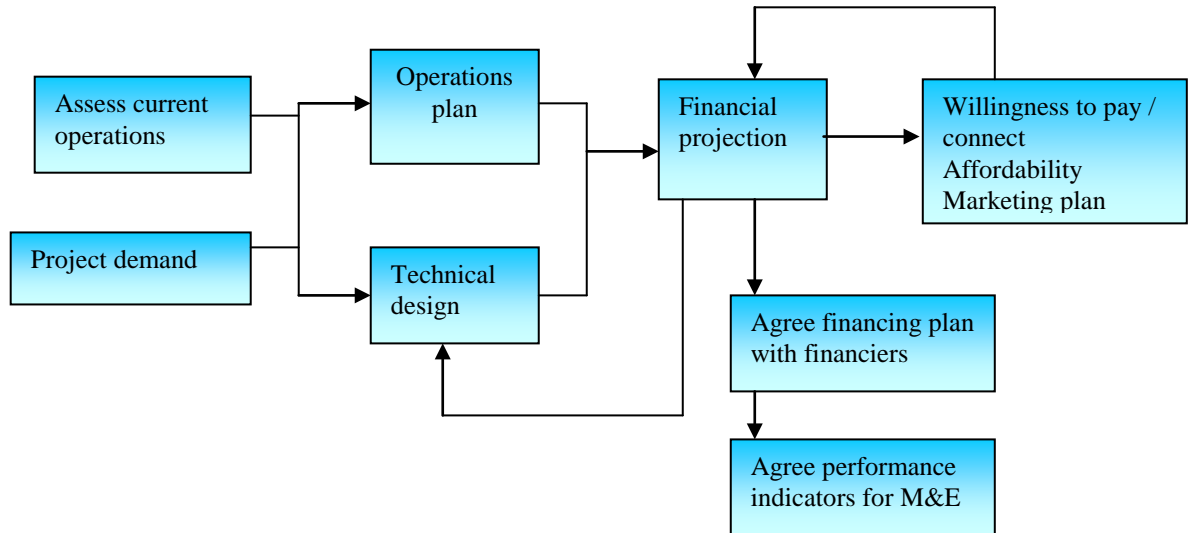 Assess current
operations
Project demand
Operations
plan
Technical
design
Financial
projection
Willingness to pay /
connect
Affordability
Marketing plan
Agree financing plan
with financiers
Agree performance
indicators for M&E